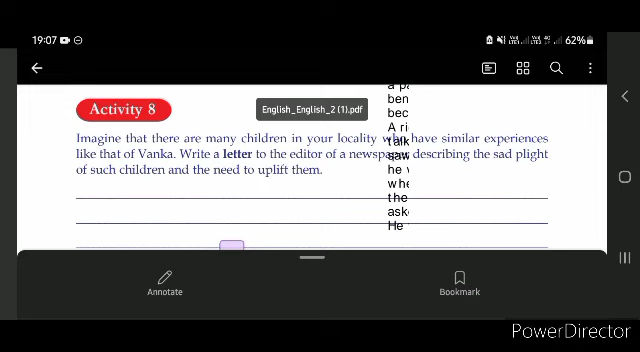 19:07
62%
Activity 8
English_English_2 (1).pdf
a pa
ben
bec
A ri
talk
saw
he
whe
the
aske
He
Imagine that there are many children in your locality who have similar experiences
like that of Vanka. Write a letter to the editor of a newspaper describing the sad plight
of such children and the need to uplift them.
Annotate
Bookmark
PowerDirector